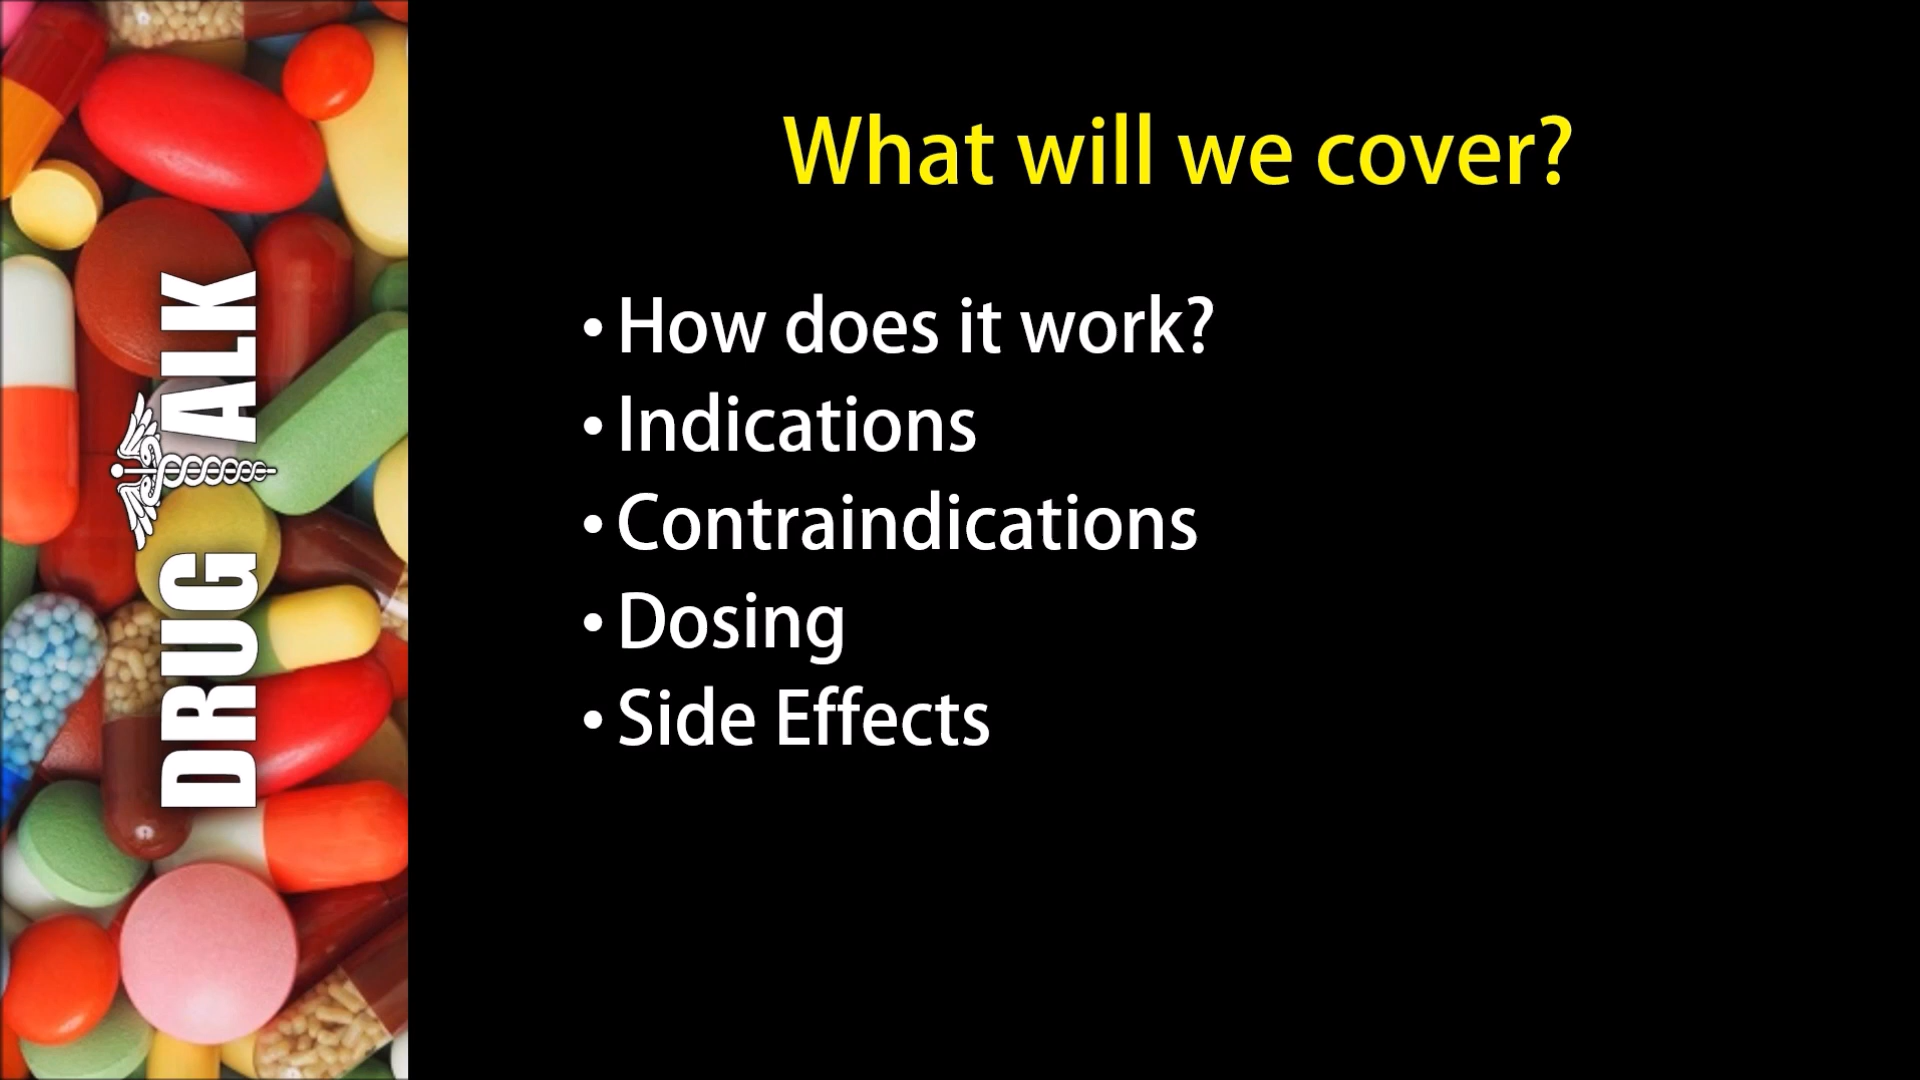 DRUG TALK
What will we cover?
• How does it work?
• Indications
• Contraindications
• Dosing
• Side Effects